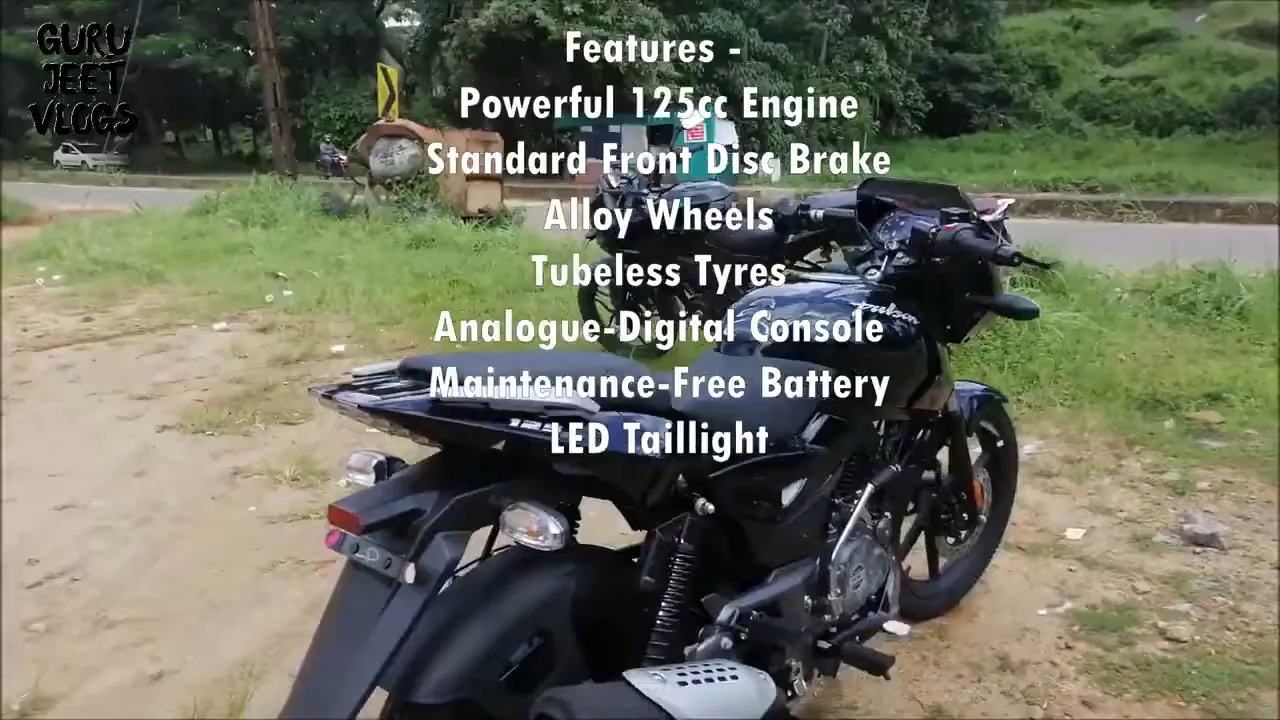 GURU
JEET
VLOGS
Features -
Powerful 125cc Engine
Standard Front Disc Brake
Alloy Wheels
Tubeless Tyres
Analogue-Digital Console
Maintenance-Free Battery
LED Taillight
pulsar
125